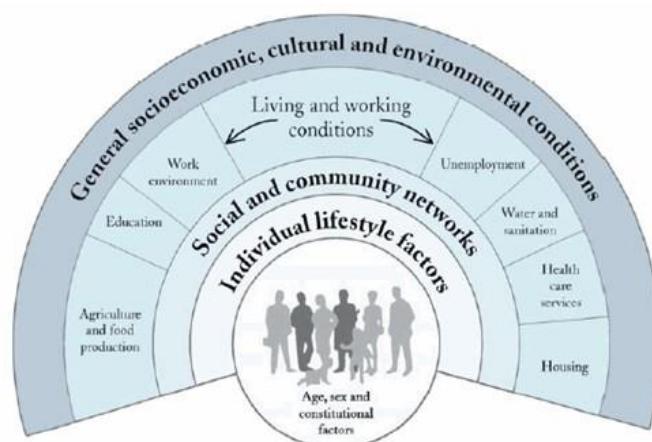 General socioeconomic, cultural and environmental conditions
Living and working
conditions
Work
environment
Unemployment
Education
Water and
sanitation
Agriculture
and food
production
Health
care
services
Housing
Social and community networks
Individual lifestyle factors
Age, sex and
constitutional
factors